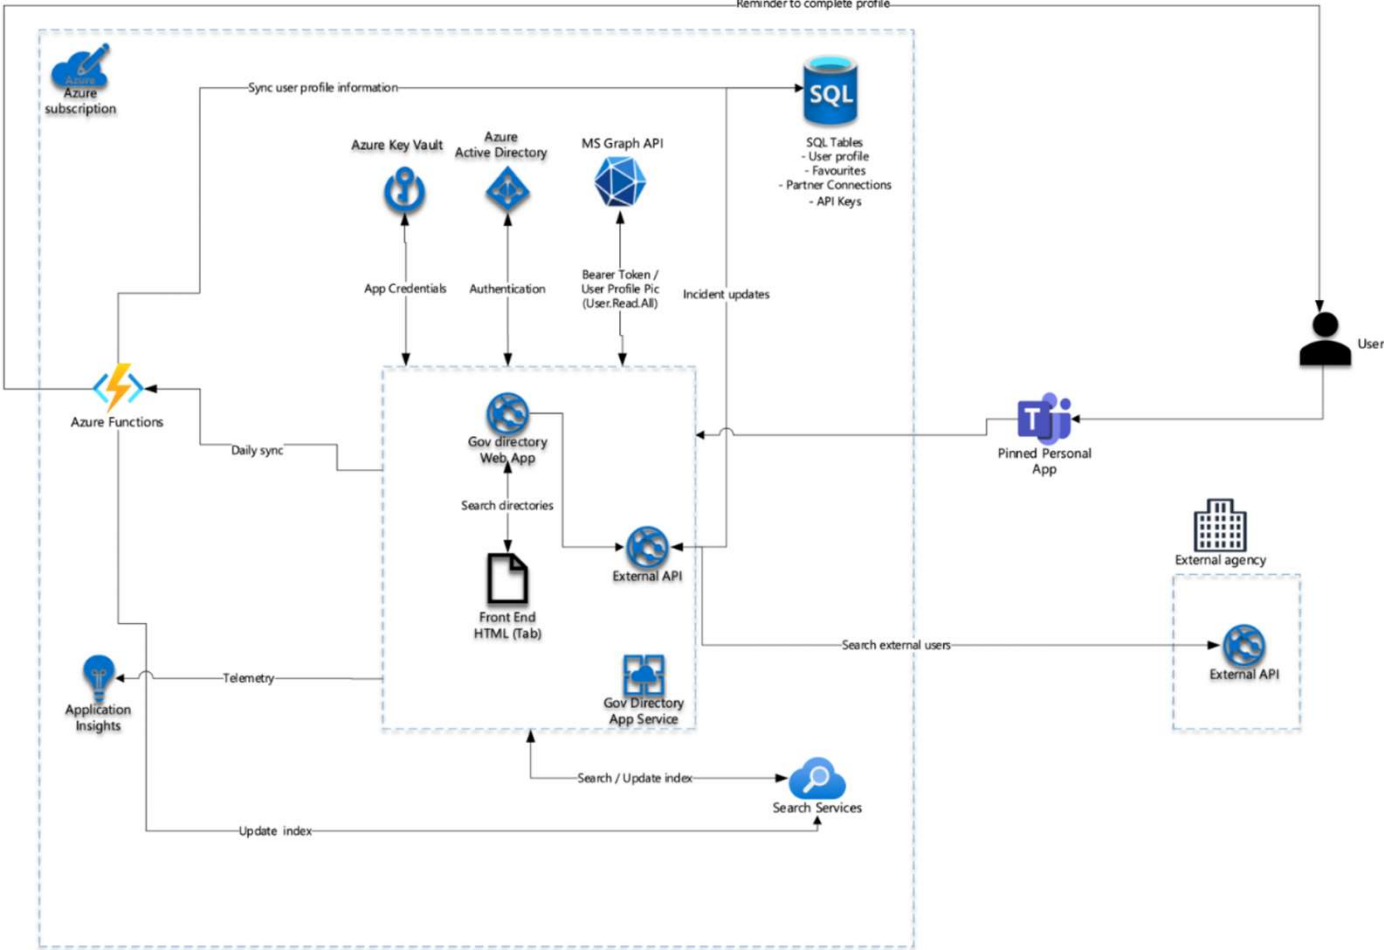 Reminder to complete profile
Azure
Azure
subscription
Sync user profile information
SQL
SQL Tables
- User profile
- Favourites
- Partner Connections
- API Keys
Azure Key Vault
Azure
Active Directory
MS Graph API
App Credentials
Authentication
Bearer Token /
User Profile Pic
(User.Read.All)
Incident updates
User
Azure Functions
Daily sync
Gov directory
Web App
Search directories
Front End
HTML (Tab)
External API
T
Pinned Personal
App
External agency
Search external users
External API
Telemetry
Application
Insights
Gov Directory
App Service
Search / Update index
Search Services
Update index